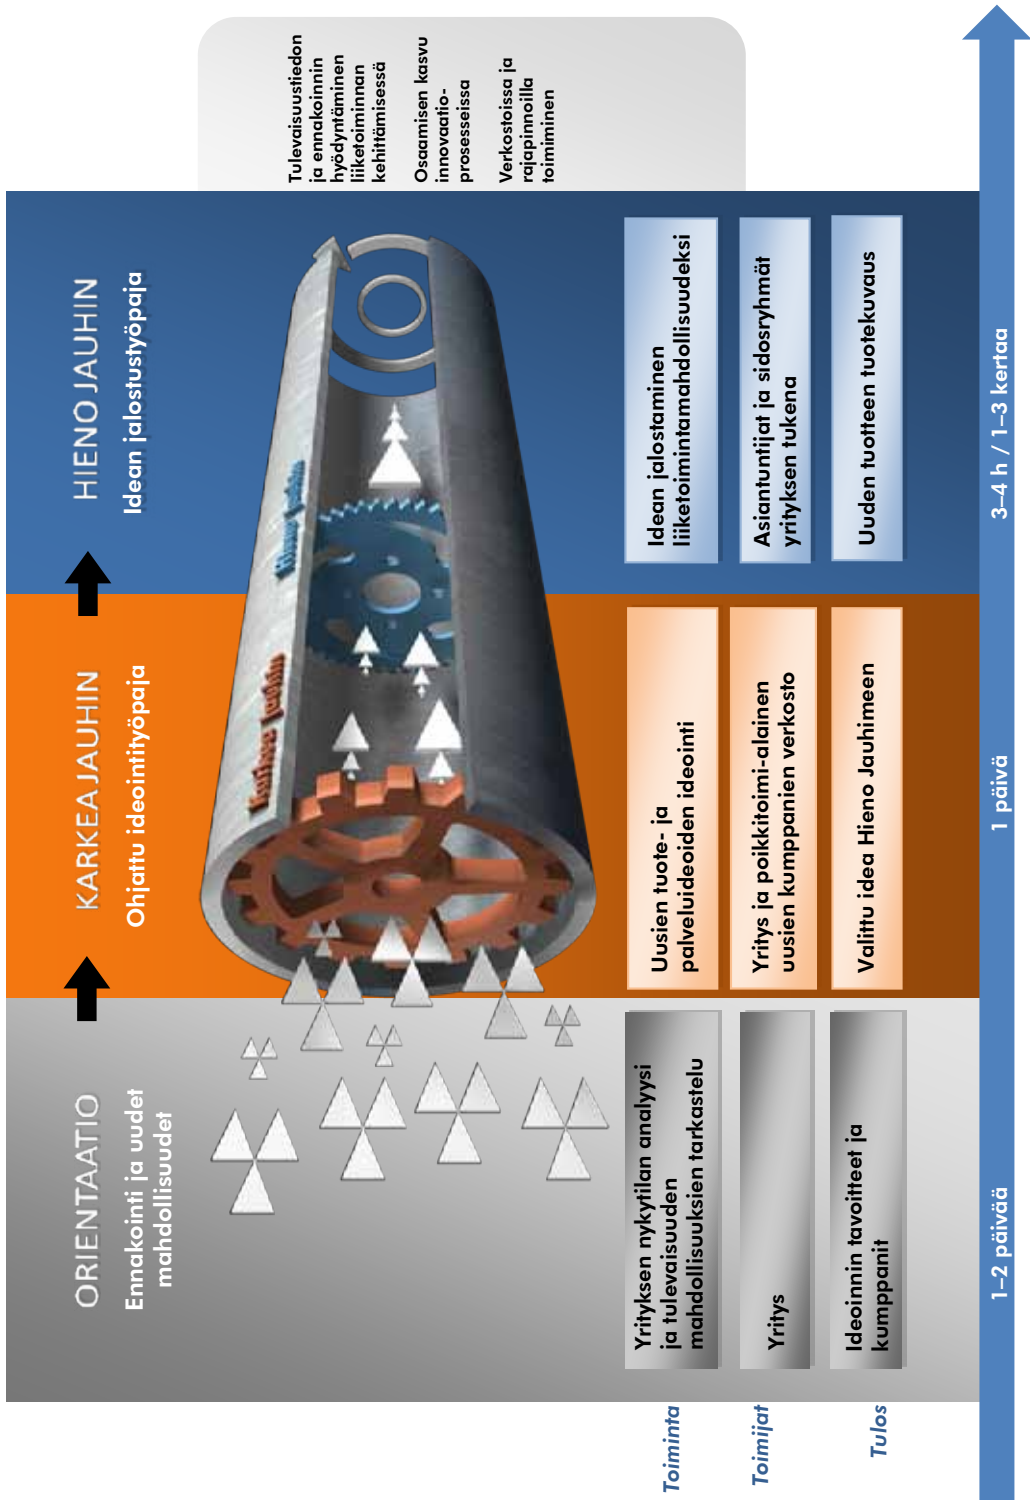 ORIENTAATIO
Ennakointi ja uudet
mahdollisuudet
KARKEAJAUHIN
Ohjattu ideointityöpaja
HIENO JAUHIN
Idean jalostustyöpaja
Karkea jauhin
Hieno jauhin
Tulevaisuustiedon
ja ennakoinnin
hyödyntäminen
liiketoiminnan
kehittämisessä
Osaamisen kasvu
innovaatio-
prosesseissa
Verkostoissa ja
rajapinnoilla
toimiminen
Toiminta
Yrityksen nykytilan analyysi
ja tulevaisuuden
mahdollisuuksien tarkastelu
Uusien tuote- ja
palveluideoiden ideointi
Idean jalostaminen
liiketoimintamahdollisuudeksi
Toimijat
Yritys
Yritys ja poikkitoimi-alainen
uusien kumppanien verkosto
Asiantuntijat ja sidosryhmät
yrityksen tukena
Tulos
Ideoinnin tavoitteet ja
kumppanit
Valittu idea Hieno Jauhimeen
Uuden tuotteen tuotekuvaus
1–2 päivää
1 päivä
3–4 h / 1–3 kertaa